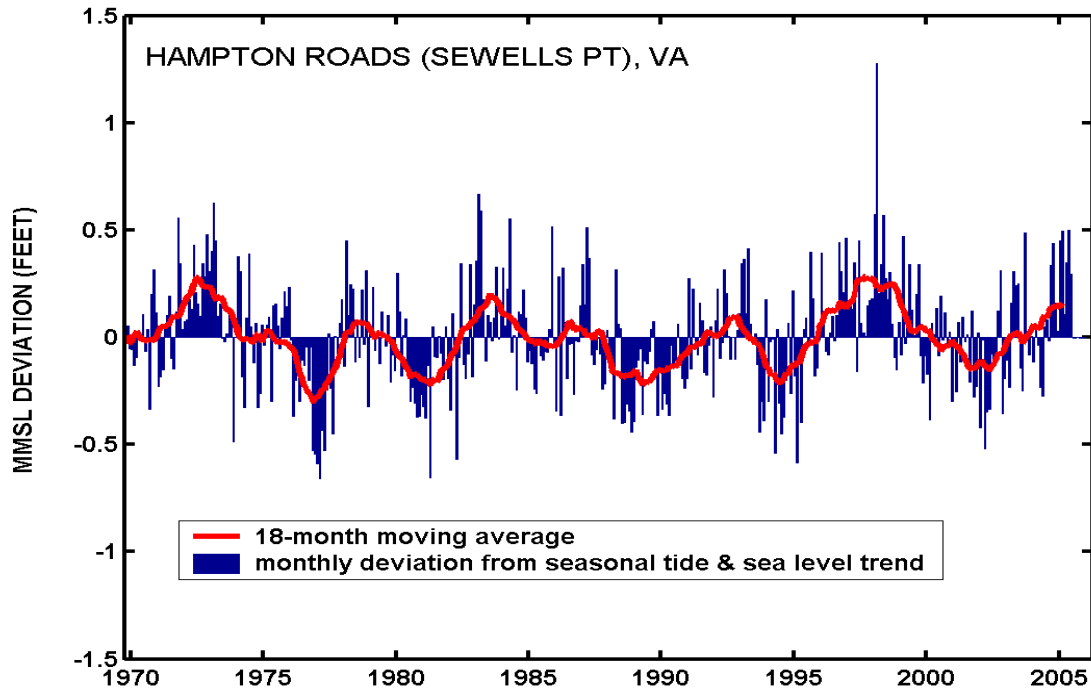 HAMPTON ROADS (SEWELLS PT), VA
MMSL DEVIATION (FEET)
1.5
1
0.5
0
-0.5
-1
-1.5
18-month moving average
monthly deviation from seasonal tide & sea level trend
1970 1975 1980 1985 1990 1995 2000 2005